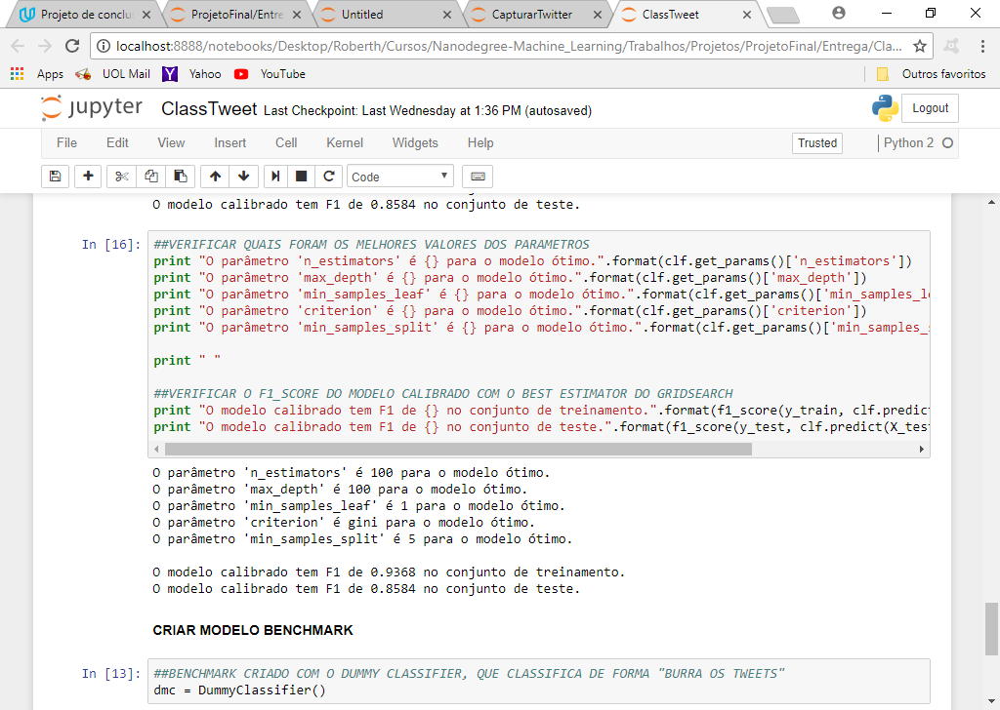 Projeto de conclus
ProjetoFinal/Entre
Untitled
CapturarTwitter
ClassTweet
localhost:8888/notebooks/Desktop/Roberth/Cursos/Nanodegree-Machine_Learning/Trabalhos/Projetos/ProjetoFinal/Entrega/Cla...
Apps UOL Mail Yahoo YouTube Outros favoritos
jupyter ClassTweet Last Checkpoint: Last Wednesday at 1:36 PM (autosaved) Logout
File Edit View Insert Cell Kernel Widgets Help Trusted Python 2
Code
O modelo calibrado tem F1 de 0.8584 no conjunto de teste.
In [16]: ##VERIFICAR QUAIS FORAM OS MELHORES VALORES DOS PARAMETROS
print "O parâmetro 'n_estimators' é {} para o modelo ótimo.".format(clf.get_params()['n_estimators'])
print "O parâmetro 'max_depth' é {} para o modelo ótimo.".format(clf.get_params()['max_depth'])
print "O parâmetro 'min_samples_leaf' é {} para o modelo ótimo.".format(clf.get_params()['min_samples_l
print "O parâmetro 'criterion' é {} para o modelo ótimo.".format(clf.get_params()['criterion'])
print "O parâmetro 'min_samples_split' é {} para o modelo ótimo.".format(clf.get_params()['min_samples_
print " "
##VERIFICAR O F1_SCORE DO MODELO CALIBRADO COM O BEST ESTIMATOR DO GRIDSEARCH
print "O modelo calibrado tem F1 de {} no conjunto de treinamento.".format(f1_score(y_train, clf.predict
print "O modelo calibrado tem F1 de {} no conjunto de teste.".format(f1_score(y_test, clf.predict(X_tes
O parâmetro 'n_estimators' é 100 para o modelo ótimo.
O parâmetro 'max_depth' é 100 para o modelo ótimo.
O parâmetro 'min_samples_leaf' é 1 para o modelo ótimo.
O parâmetro 'criterion' é gini para o modelo ótimo.
O parâmetro 'min_samples_split' é 5 para o modelo ótimo.
O modelo calibrado tem F1 de 0.9368 no conjunto de treinamento.
O modelo calibrado tem F1 de 0.8584 no conjunto de teste.
CRIAR MODELO BENCHMARK
In [13]: ##BENCHMARK CRIADO COM O DUMMY CLASSIFIER, QUE CLASSIFICA DE FORMA "BURRA OS TWEETS"
dmc = DummyClassifier()